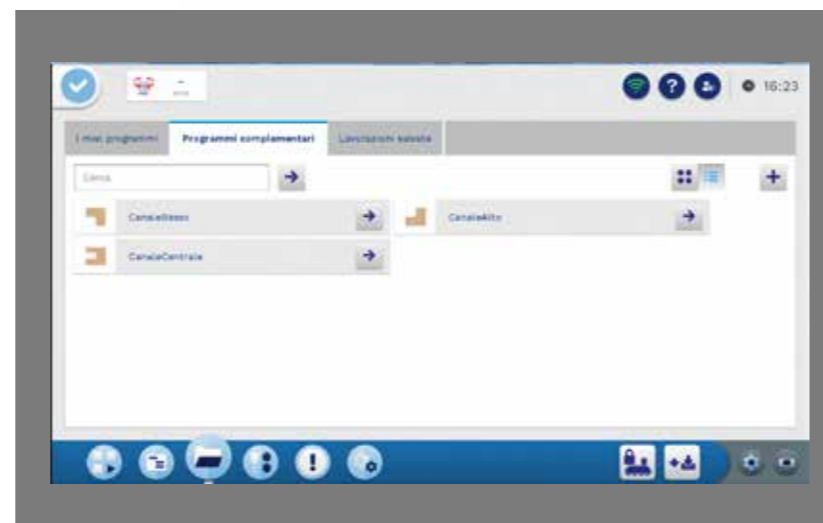 16:23
I miei programmi
Programmi complementari
Lavorazioni salvate
Cerca
CanaleBasso
CanaleAlto
CanaleCentrale